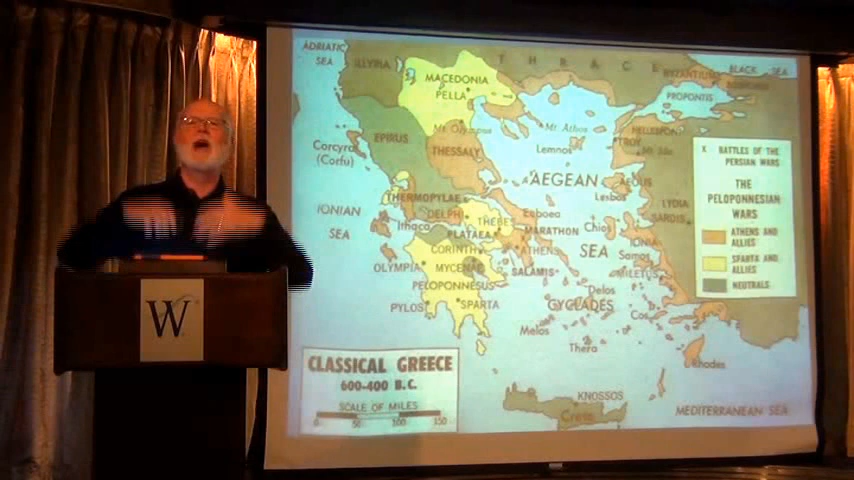 W
ADRIATIC
SEA
ILLYRIA
THRACE
BLACK SEA
BYZANTIUM
MACEDONIA
PELLA
PROPONTIS
Mt. Olympus
Mt. Athos
HELLESPONT
TROY
Mt. Ida
EPIRUS
Corcyra
(Corfu)
THESSALY
Lemnos
AEGEAN
SEA
AEOLIS
Lesbos
LYDIA
SARDIS
THERMOPYLAE
DELPHI
THEBES
Euboea
Chios
IONIAN
SEA
Ithaca
PLATAEA
MARATHON
IONIA
CORINTH
ATHENS
Samos
OLYMPIA
MYCENAE
SALAMIS
MILETUS
PELOPONNESUS
Delos
CYCLADES
PYLOS
SPARTA
Melos
Cos
Thera
Rhodes
KNOSSOS
Crete
MEDITERRANEAN SEA
X BATTLES OF THE
PERSIAN WARS
THE
PELOPONNESIAN
WARS
ATHENS AND
ALLIES
SPARTA AND
ALLIES
NEUTRALS
CLASSICAL GREECE
600-400 B.C.
SCALE OF MILES
0 50 100 150